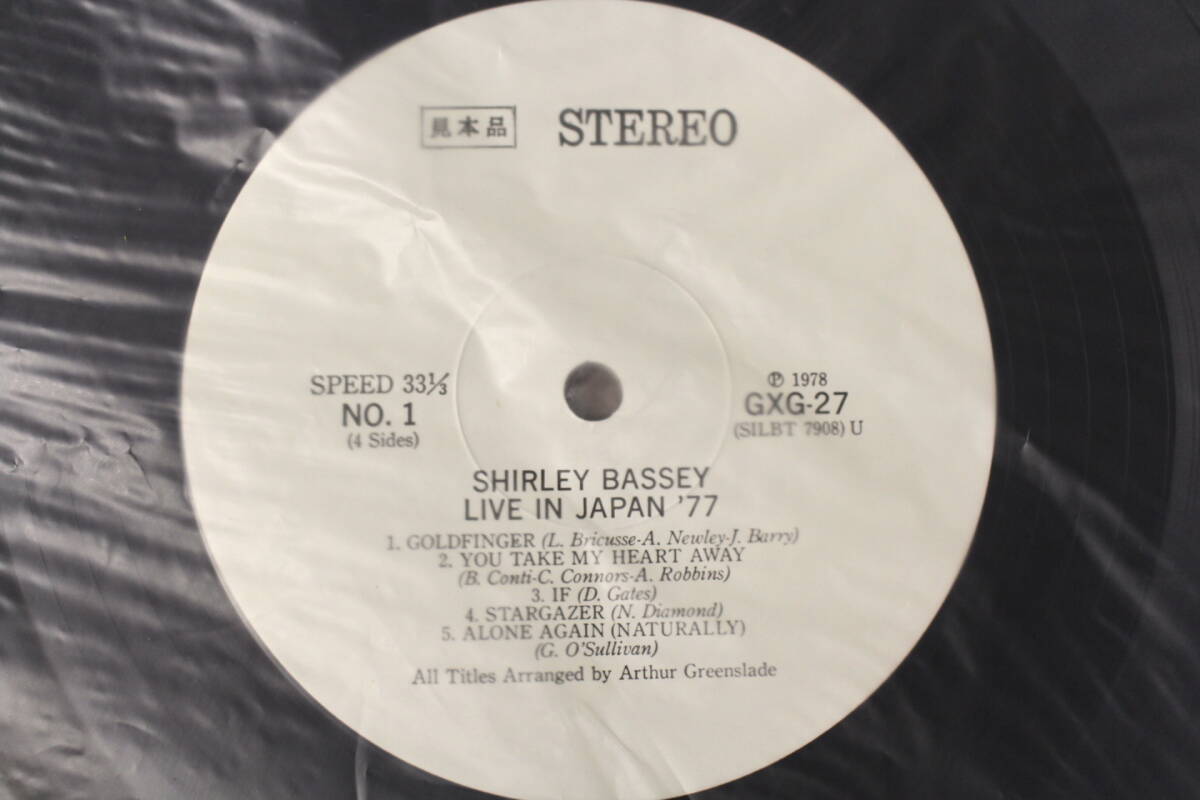 見本品 STEREO
SPEED 33⅓
NO. 1
(4 Sides)
℗ 1978
GXG-27
(SILBT 7908) U
SHIRLEY BASSEY
LIVE IN JAPAN '77
1. GOLDFINGER (L. Bricusse-A. Newley-J. Barry)
2. YOU TAKE MY HEART AWAY
(B. Conti-C. Connors-A. Robbins)
3. IF (D. Gates)
4. STARGAZER (N. Diamond)
5. ALONE AGAIN (NATURALLY)
(G. O'Sullivan)
All Titles Arranged by Arthur Greenslade